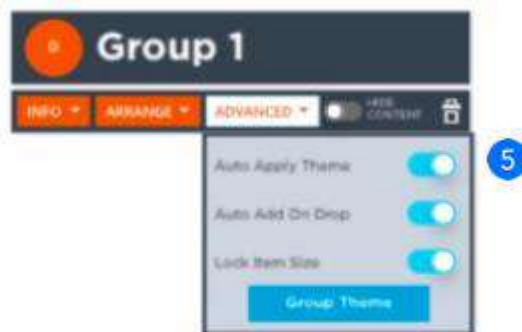 Group 1
INFO ARRANGE ADVANCED HIDE CONTENT
Auto Apply Theme
5
Auto Add On Drop
Lock Item Size
Group Theme